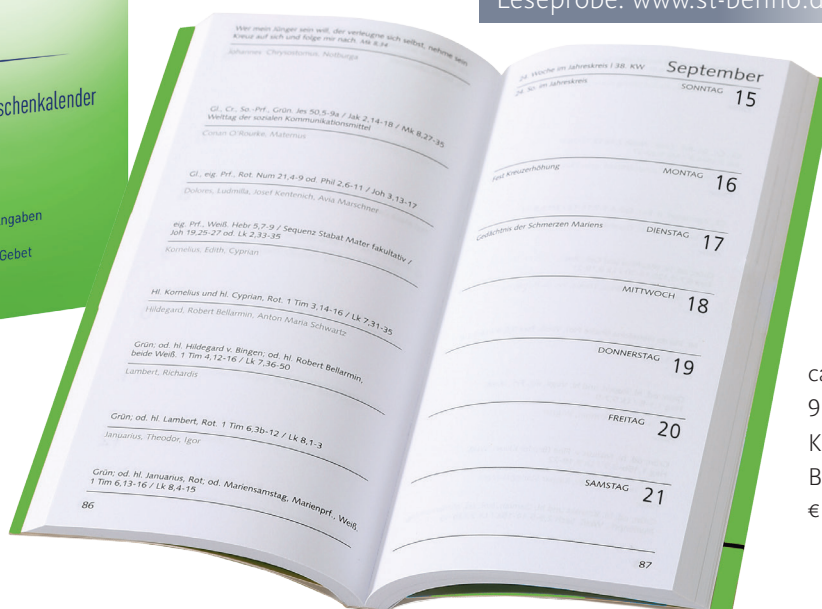 Leseprobe: www.st-benno.d
schenkalender
ngaben
Gebet
Wer mein Jünger sein will, der verleugne sich selbst, nehme sein
Kreuz auf sich und folge mir nach. Mk 8,34
Johannes Chrysostomus, Notburga
Gl., Cr., So.-Prf., Grün. Jes 50,5-9a / Jak 2,14-18 / Mk 8,27-35
Welttag der sozialen Kommunikationsmittel
Conan O'Rourke, Maternus
Gl., eig. Prf., Rot. Num 21,4-9 od. Phil 2,6-11 / Joh 3,13-17
Dolores, Ludmilla, Josef Kentenich, Avia Marschner
eig. Prf., Weiß. Hebr 5,7-9 / Sequenz Stabat Mater fakultativ /
Joh 19,25-27 od. Lk 2,33-35
Kornelius, Edith, Cyprian
Hl. Kornelius und hl. Cyprian, Rot. 1 Tim 3,14-16 / Lk 7,31-35
Hildegard, Robert Bellarmin, Anton Maria Schwartz
Grün; od. hl. Hildegard v. Bingen; od. hl. Robert Bellarmin,
beide Weiß. 1 Tim 4,12-16 / Lk 7,36-50
Lambert, Richardis
Grün; od. hl. Lambert, Rot. 1 Tim 6,3b-12 / Lk 8,1-3
Januarius, Theodor, Igor
Grün; od. hl. Januarius, Rot; od. Mariensamstag, Marienprf., Weiß.
1 Tim 6,13-16 / Lk 8,4-15
86
24. Woche im Jahreskreis I 38. KW September
24. So. im Jahreskreis SONNTAG 15
Fest Kreuzerhöhung MONTAG 16
Gedächtnis der Schmerzen Mariens DIENSTAG 17
MITTWOCH 18
DONNERSTAG 19
FREITAG 20
SAMSTAG 21
87
ca
9
K
B
€